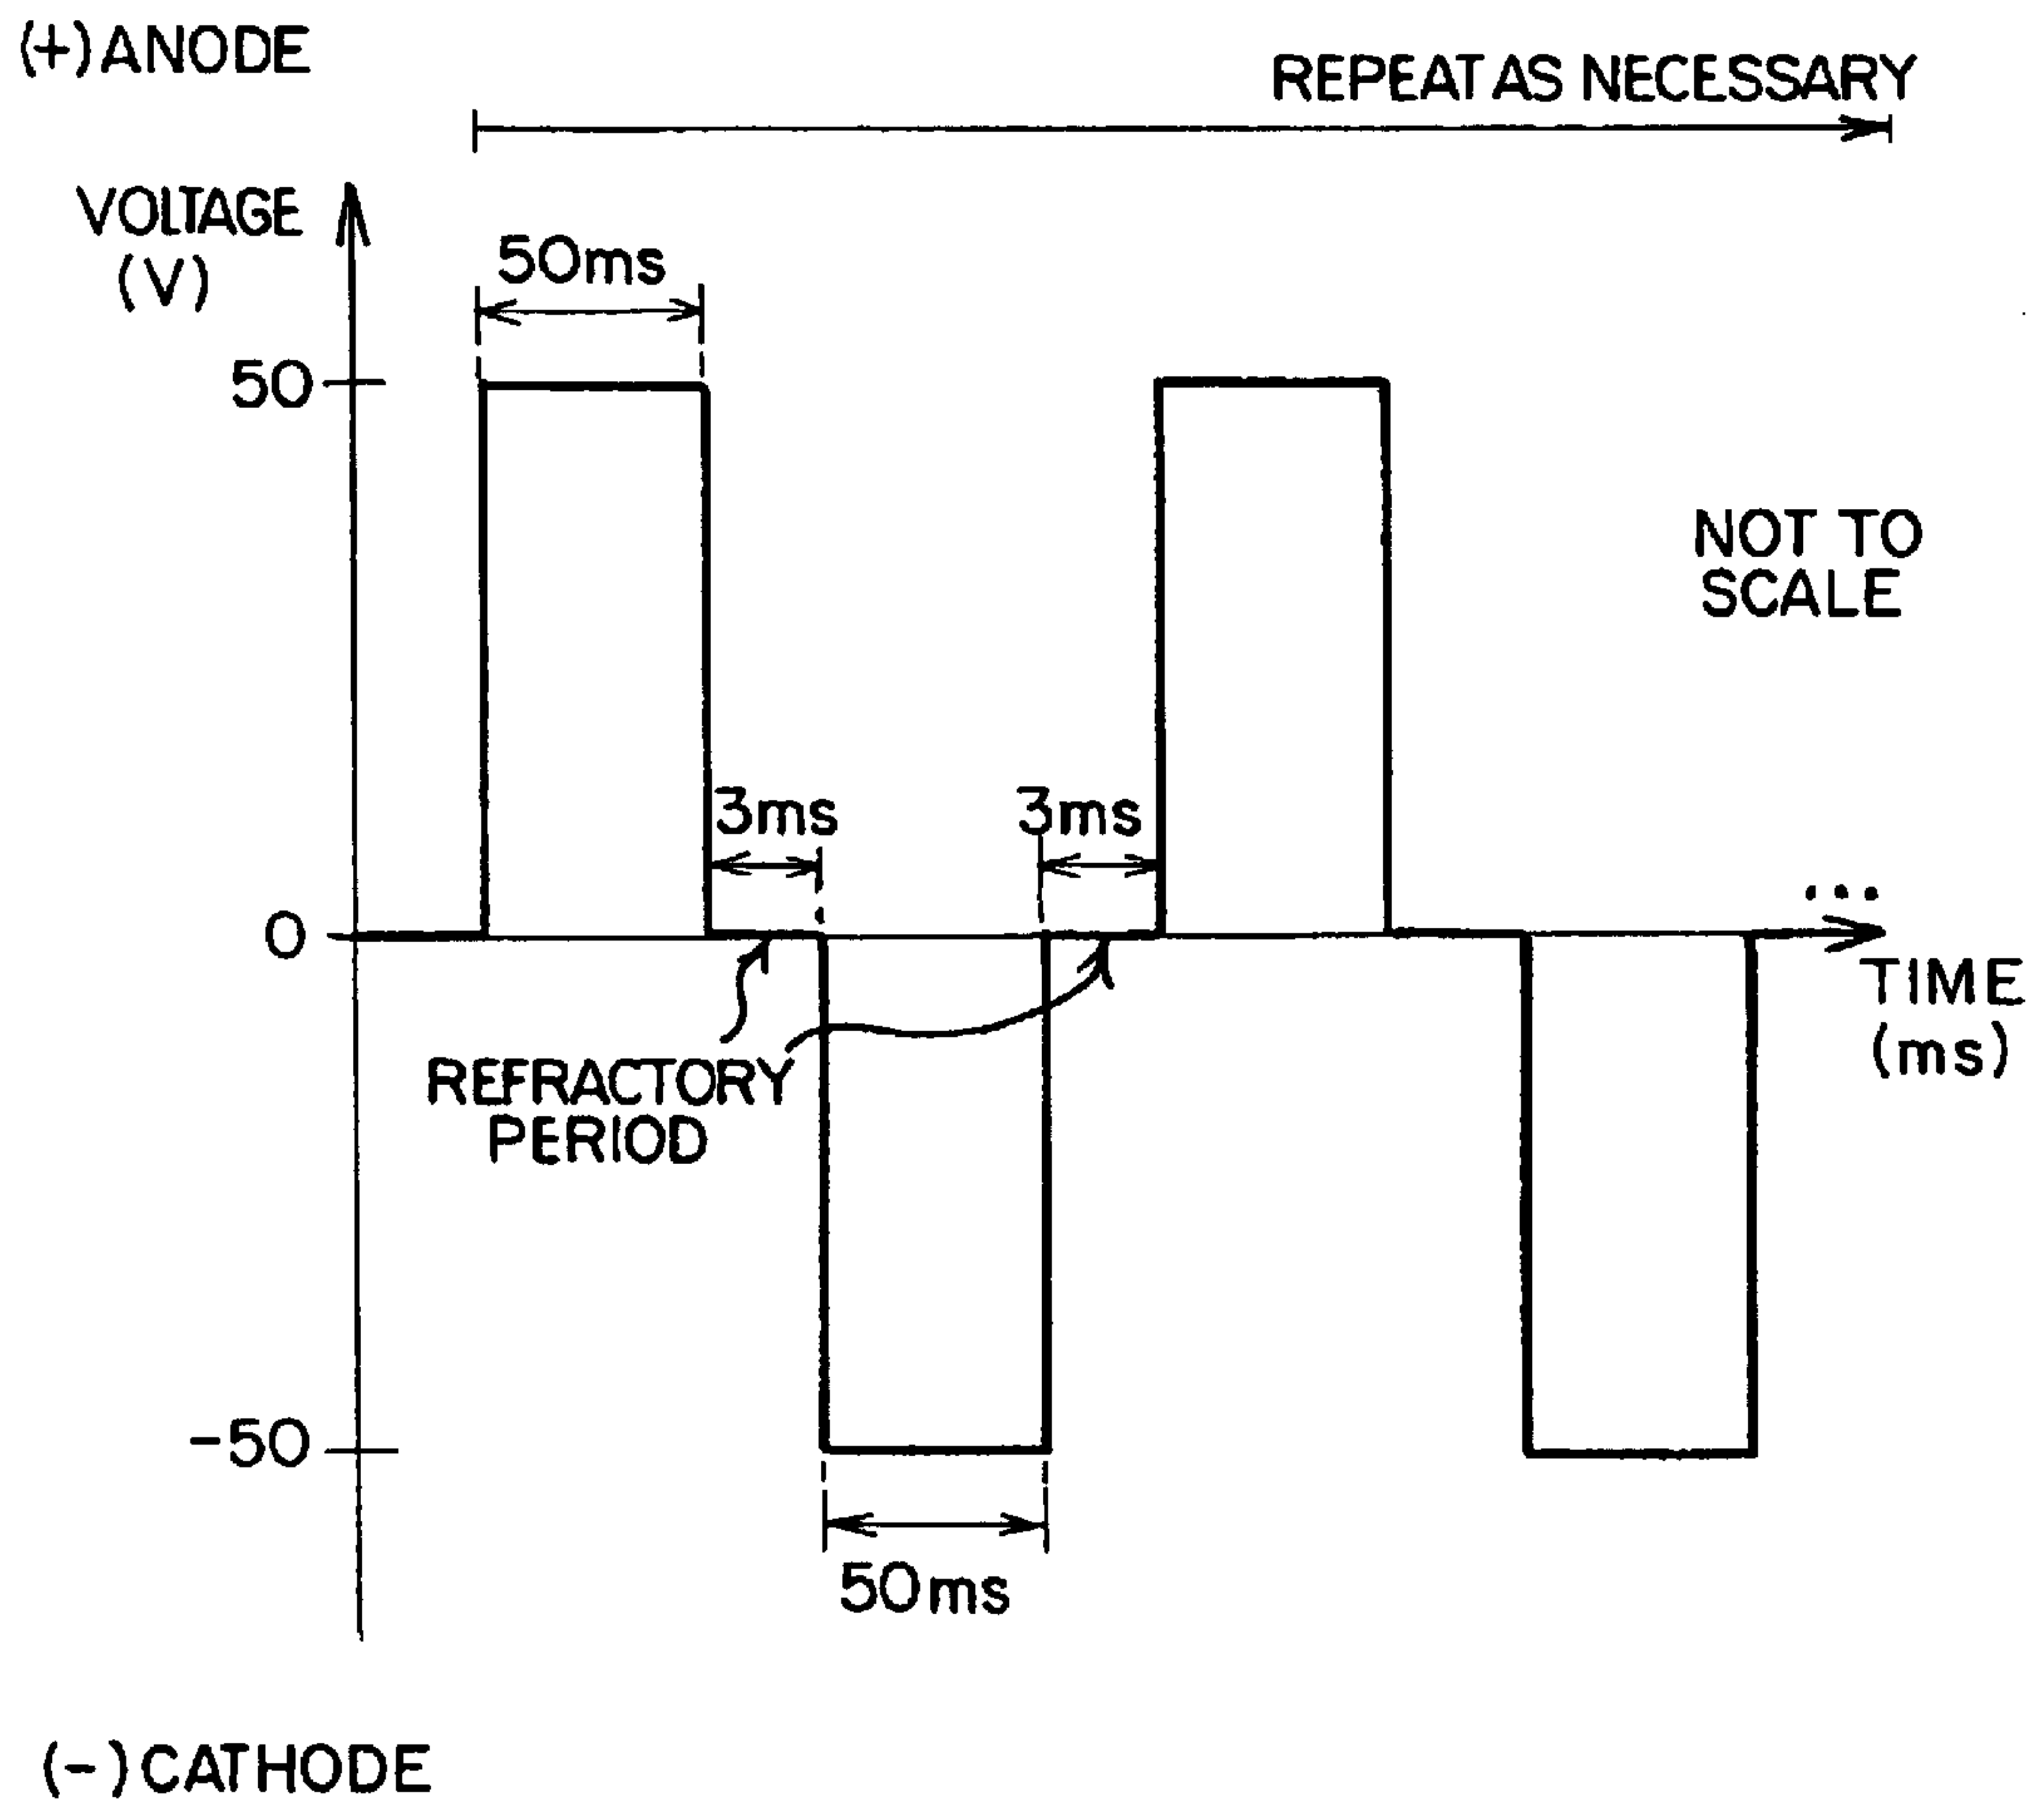 (+)ANODE
REPEAT AS NECESSARY
VOLTAGE
(V)
50ms
50
NOT TO
SCALE
3ms
3ms
...
0
TIME
(ms)
REFRACTORY
PERIOD
-50
50ms
(-)CATHODE